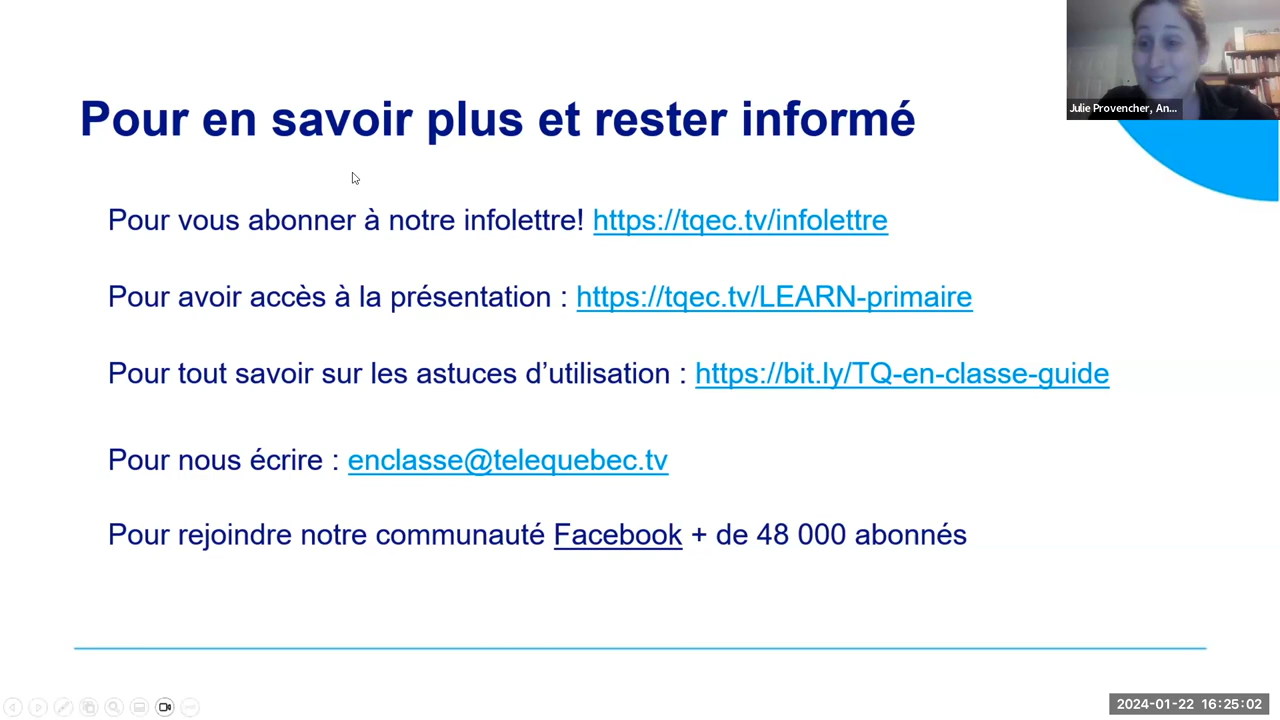 Julie Provencher, An...
Pour en savoir plus et rester informé
Pour vous abonner à notre infolettre! https://tqec.tv/infolettre
Pour avoir accès à la présentation : https://tqec.tv/LEARN-primaire
Pour tout savoir sur les astuces d’utilisation : https://bit.ly/TQ-en-classe-guide
Pour nous écrire : enclasse@telequebec.tv
Pour rejoindre notre communauté Facebook + de 48 000 abonnés
2024-01-22 16:25:02